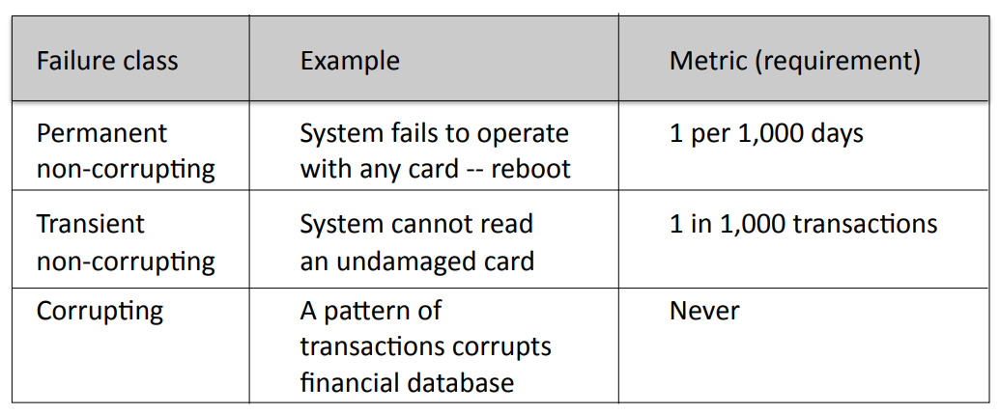 Failure class
Example
Metric (requirement)
Permanent
non-corrupting
System fails to operate
with any card -- reboot
1 per 1,000 days
Transient
non-corrupting
System cannot read
an undamaged card
1 in 1,000 transactions
Corrupting
A pattern of
transactions corrupts
financial database
Never